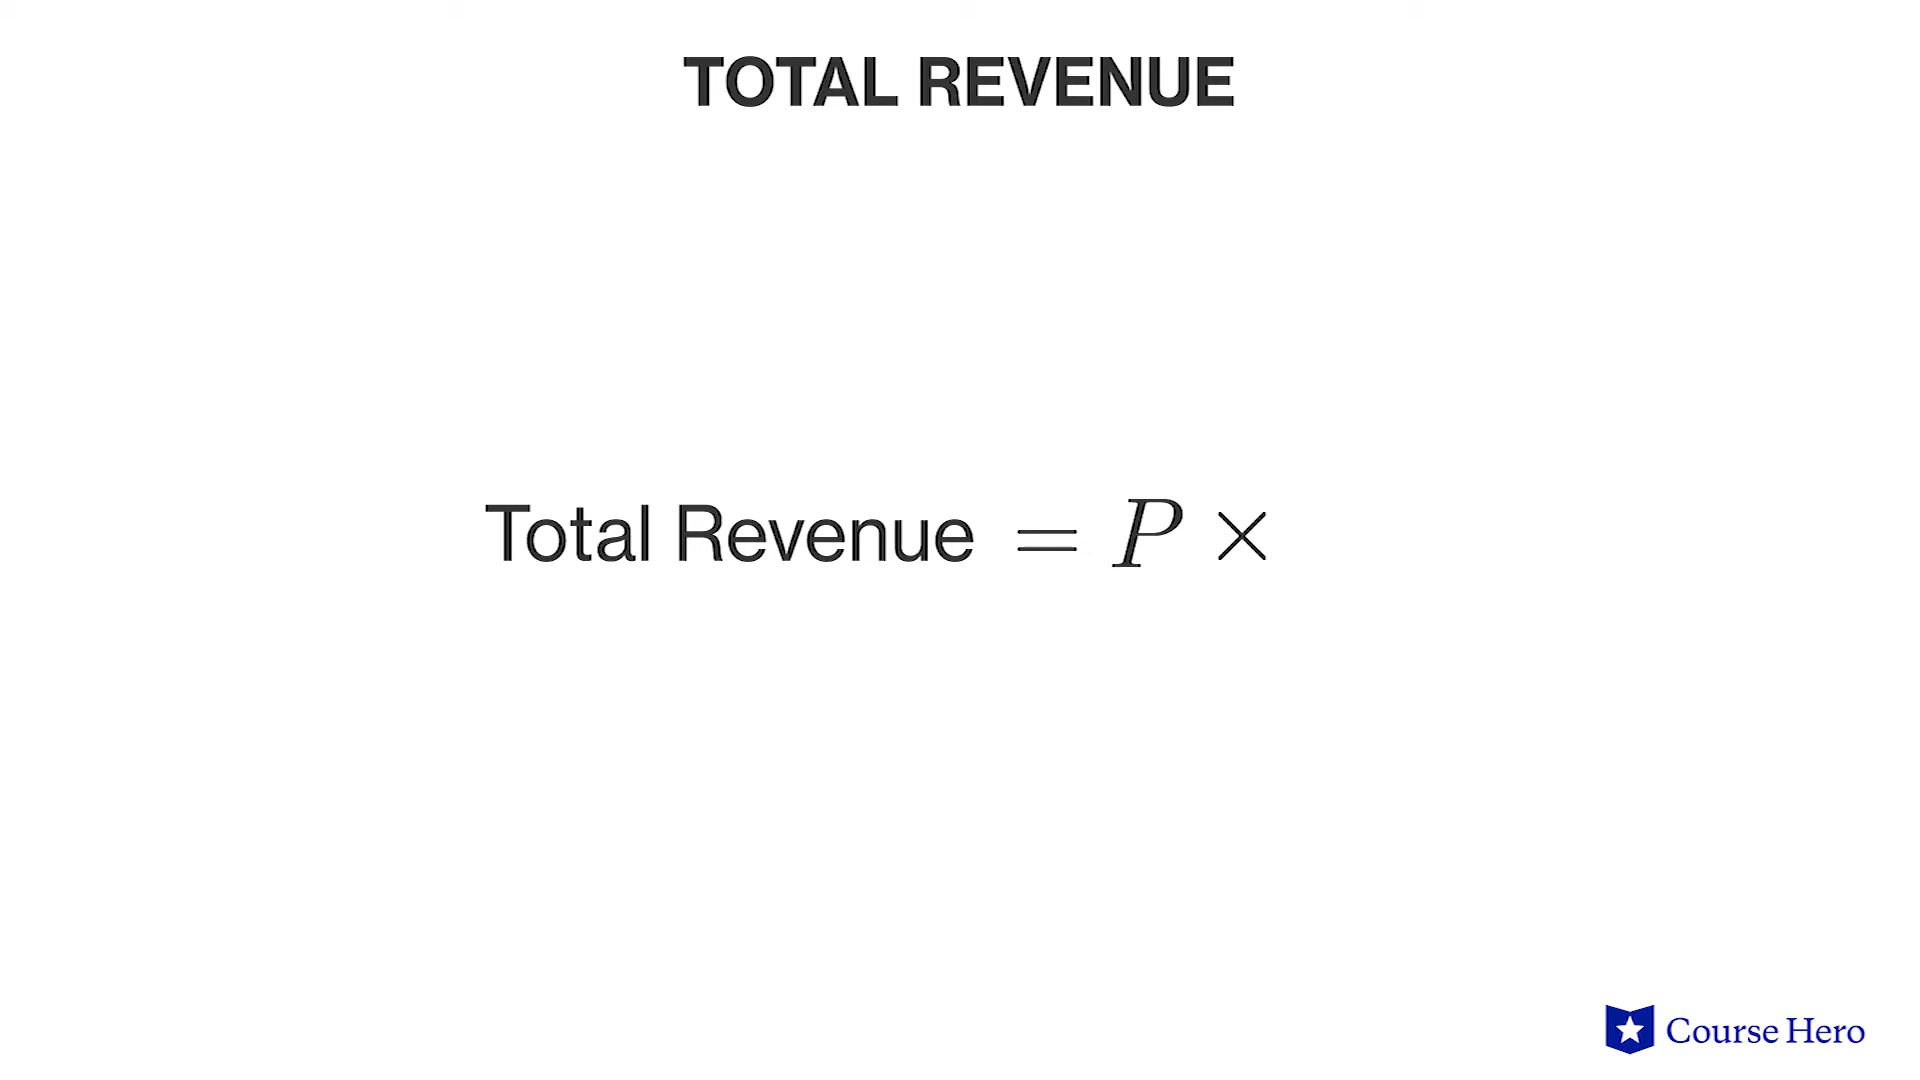 TOTAL REVENUE
Total Revenue = P ×
Course Hero